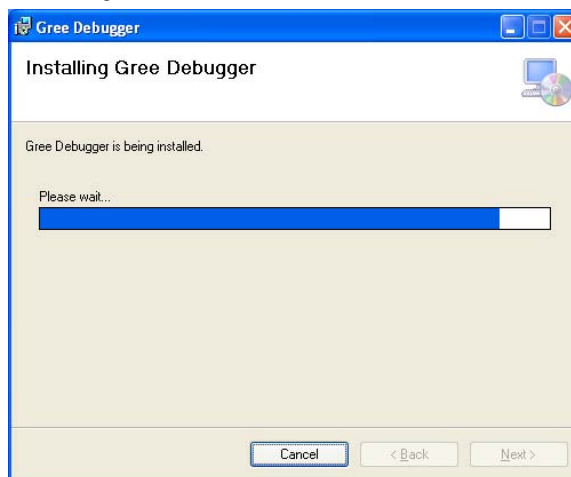 Gree Debugger
Installing Gree Debugger
Gree Debugger is being installed.
Please wait...
Cancel < Back Next >